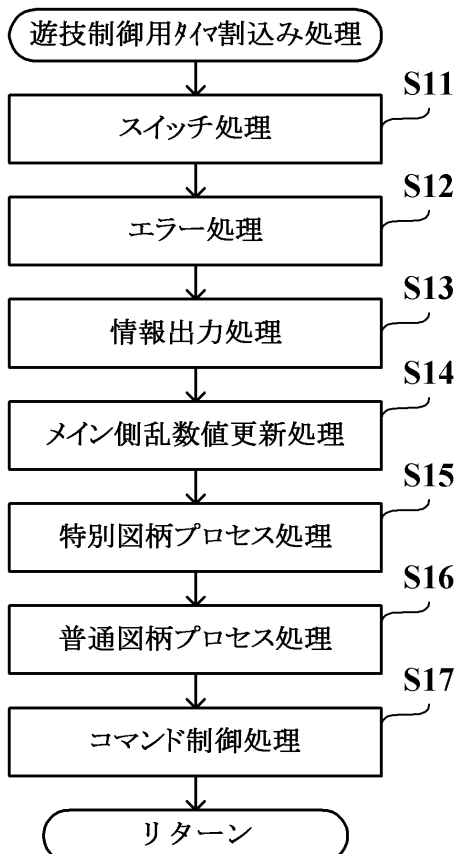 遊技制御用タイマ割込み処理
S11
スイッチ処理
S12
エラー処理
S13
情報出力処理
S14
メイン側乱数値更新処理
S15
特別図柄プロセス処理
S16
普通図柄プロセス処理
S17
コマンド制御処理
リターン